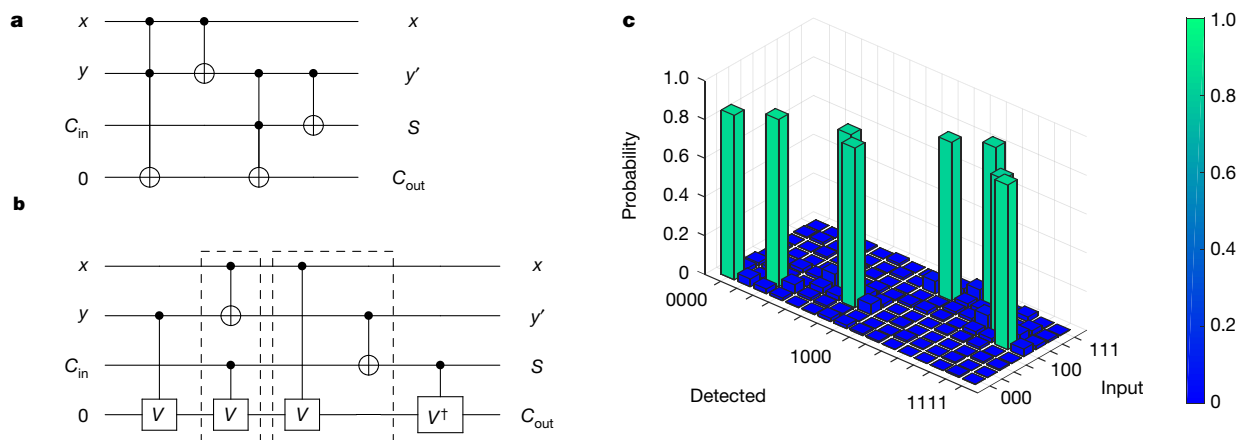 a
x x
y y′
C_in S
0 C_out
b
x x
y y′
C_in S
0 V V V V† C_out
c
Probability
1.0
0.8
0.6
0.4
0.2
0
0000
1000
1111
Detected
000
100
111
Input
1.0
0.8
0.6
0.4
0.2
0